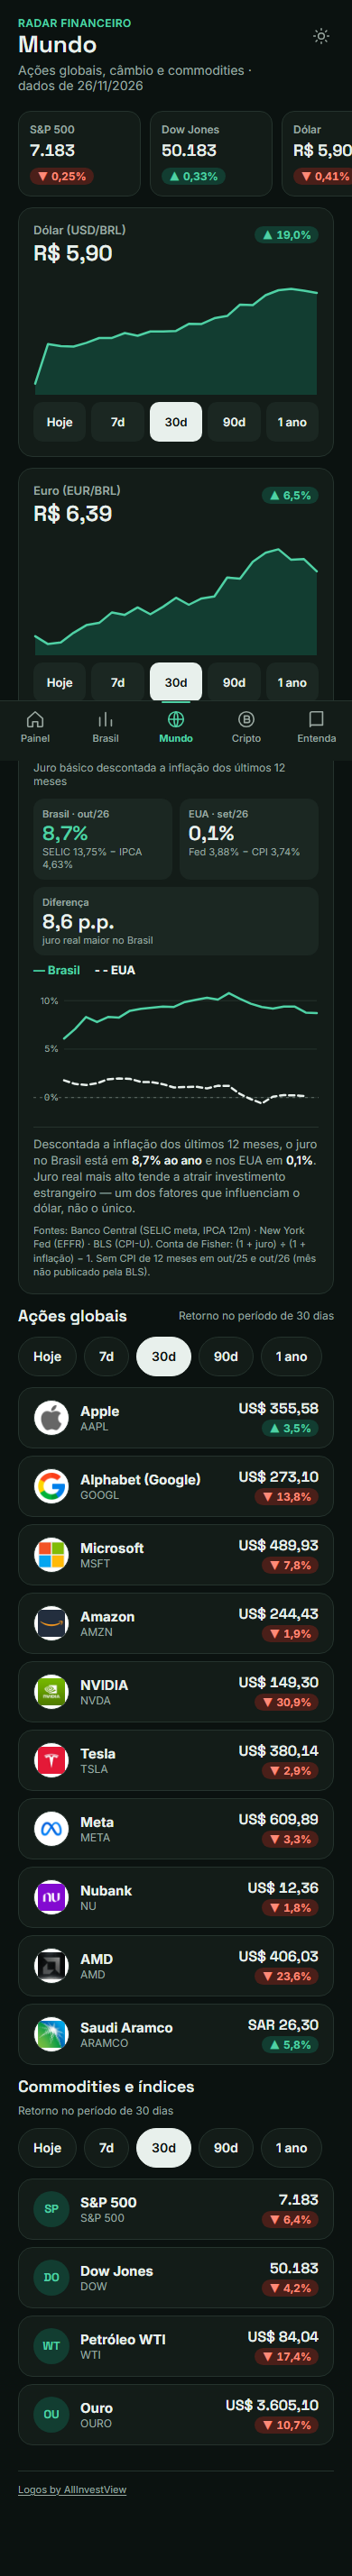 RADAR FINANCEIRO
Mundo
Ações globais, câmbio e commodities ·
dados de 26/11/2026
S&P 500
7.183
▼ 0,25%
Dow Jones
50.183
▲ 0,33%
Dólar
R$ 5,90
▼ 0,41%
Dólar (USD/BRL)
R$ 5,90
▲ 19,0%
Hoje 7d 30d 90d 1 ano
Euro (EUR/BRL)
R$ 6,39
▲ 6,5%
Hoje 7d 30d 90d 1 ano
Painel Brasil Mundo Cripto Entenda
Juro básico descontada a inflação dos últimos 12
meses
Brasil · out/26
8,7%
SELIC 13,75% − IPCA
4,63%
EUA · set/26
0,1%
Fed 3,88% − CPI 3,74%
Diferença
8,6 p.p.
juro real maior no Brasil
— Brasil - - EUA
10%
5%
0%
Descontada a inflação dos últimos 12 meses, o juro
no Brasil está em 8,7% ao ano e nos EUA em 0,1%.
Juro real mais alto tende a atrair investimento
estrangeiro — um dos fatores que influenciam o
dólar, não o único.
Fontes: Banco Central (SELIC meta, IPCA 12m) · New York
Fed (EFFR) · BLS (CPI-U). Conta de Fisher: (1 + juro) ÷ (1 +
inflação) − 1. Sem CPI de 12 meses em out/25 e out/26 (mês
não publicado pela BLS).
Ações globais
Retorno no período de 30 dias
Hoje 7d 30d 90d 1 ano
Apple
AAPL
US$ 355,58
▲ 3,5%
Alphabet (Google)
GOOGL
US$ 273,10
▼ 13,8%
Microsoft
MSFT
US$ 489,93
▼ 7,8%
Amazon
AMZN
US$ 244,43
▼ 1,9%
NVIDIA
NVDA
US$ 149,30
▼ 30,9%
Tesla
TSLA
US$ 380,14
▼ 2,9%
Meta
META
US$ 609,89
▼ 3,3%
Nubank
NU
US$ 12,36
▼ 1,8%
AMD
AMD
US$ 406,03
▼ 23,6%
Saudi Aramco
ARAMCO
SAR 26,30
▲ 5,8%
Commodities e índices
Retorno no período de 30 dias
Hoje 7d 30d 90d 1 ano
SP
S&P 500
S&P 500
7.183
▼ 6,4%
DO
Dow Jones
DOW
50.183
▼ 4,2%
WT
Petróleo WTI
WTI
US$ 84,04
▼ 17,4%
OU
Ouro
OURO
US$ 3.605,10
▼ 10,7%
Logos by AllInvestView